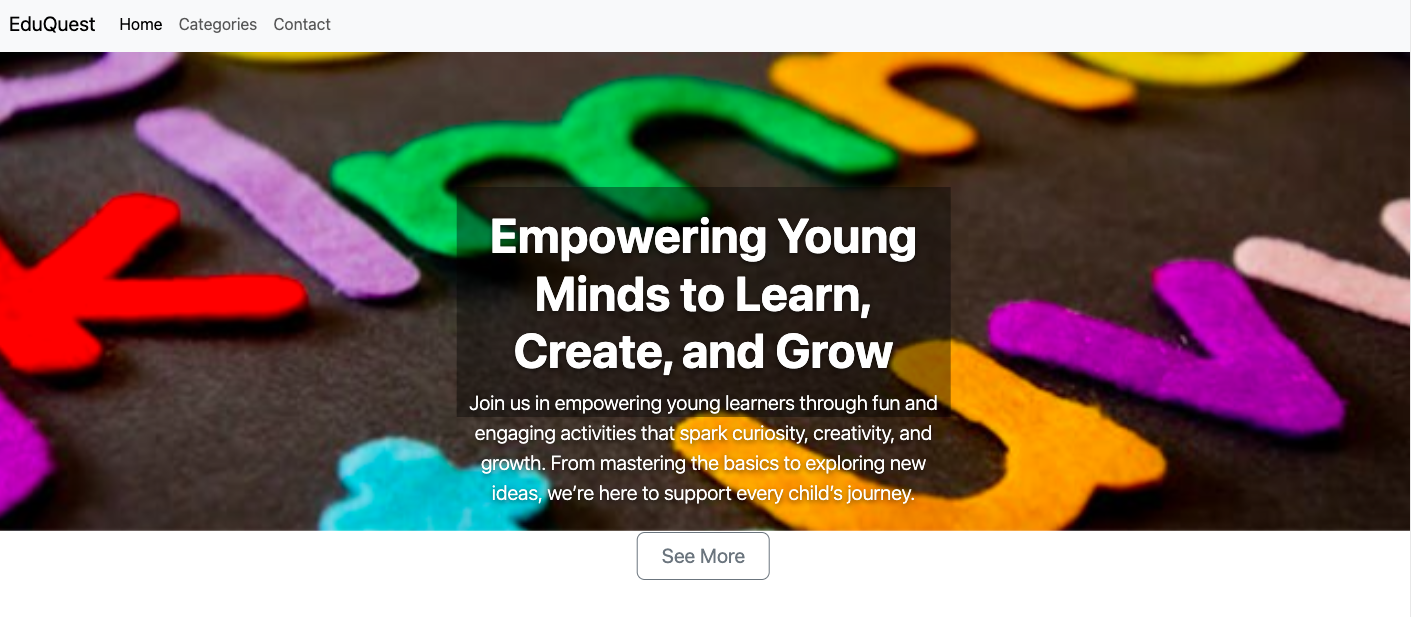 EduQuest Home Categories Contact
Empowering Young
Minds to Learn,
Create, and Grow
Join us in empowering young learners through fun and
engaging activities that spark curiosity, creativity, and
growth. From mastering the basics to exploring new
ideas, we’re here to support every child’s journey.
See More